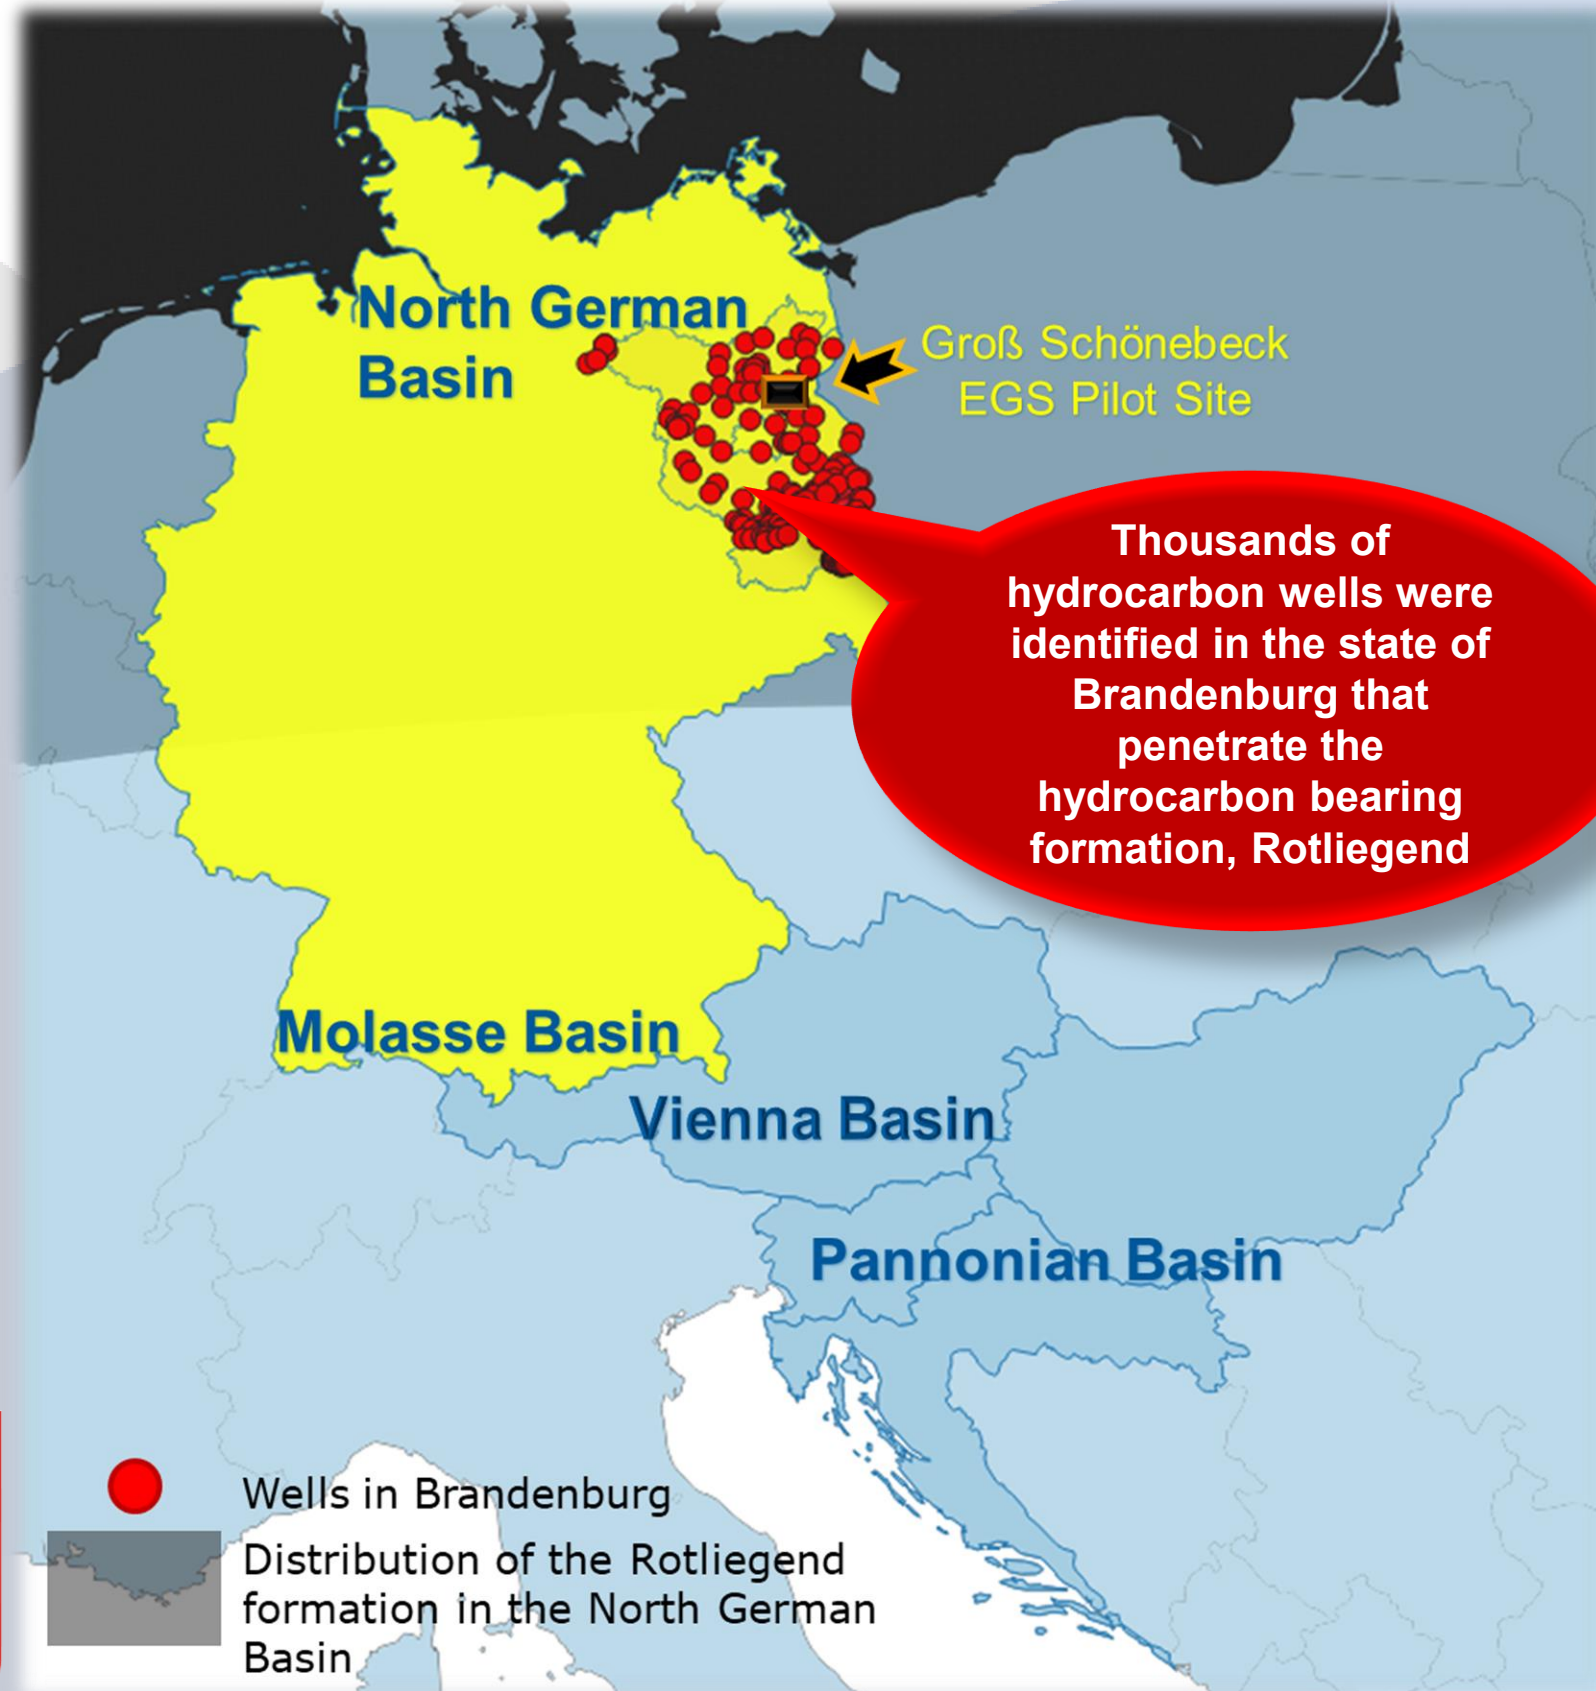 North German
Basin
Groß Schönebeck
EGS Pilot Site
Thousands of
hydrocarbon wells were
identified in the state of
Brandenburg that
penetrate the
hydrocarbon bearing
formation, Rotliegend
Molasse Basin
Vienna Basin
Pannonian Basin
Wells in Brandenburg
Distribution of the Rotliegend
formation in the North German
Basin